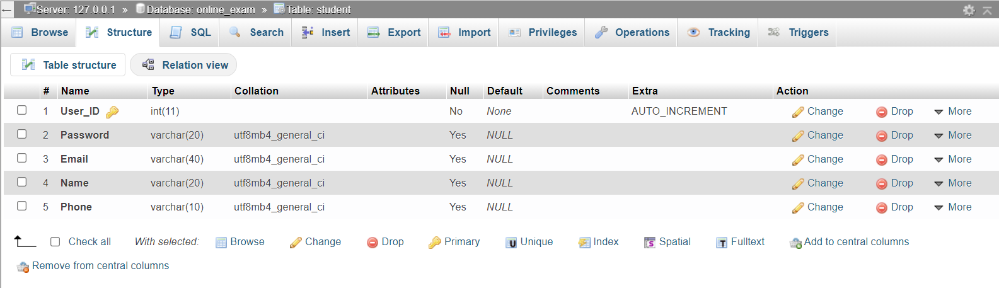 Server: 127.0.0.1 » Database: online_exam » Table: student
Browse Structure SQL Search Insert Export Import Privileges Operations Tracking Triggers
Table structure Relation view
# Name Type Collation Attributes Null Default Comments Extra Action
1 User_ID int(11) No None AUTO_INCREMENT Change Drop More
2 Password varchar(20) utf8mb4_general_ci Yes NULL Change Drop More
3 Email varchar(40) utf8mb4_general_ci Yes NULL Change Drop More
4 Name varchar(20) utf8mb4_general_ci Yes NULL Change Drop More
5 Phone varchar(10) utf8mb4_general_ci Yes NULL Change Drop More
Check all With selected: Browse Change Drop Primary Unique Index Spatial Fulltext Add to central columns
Remove from central columns